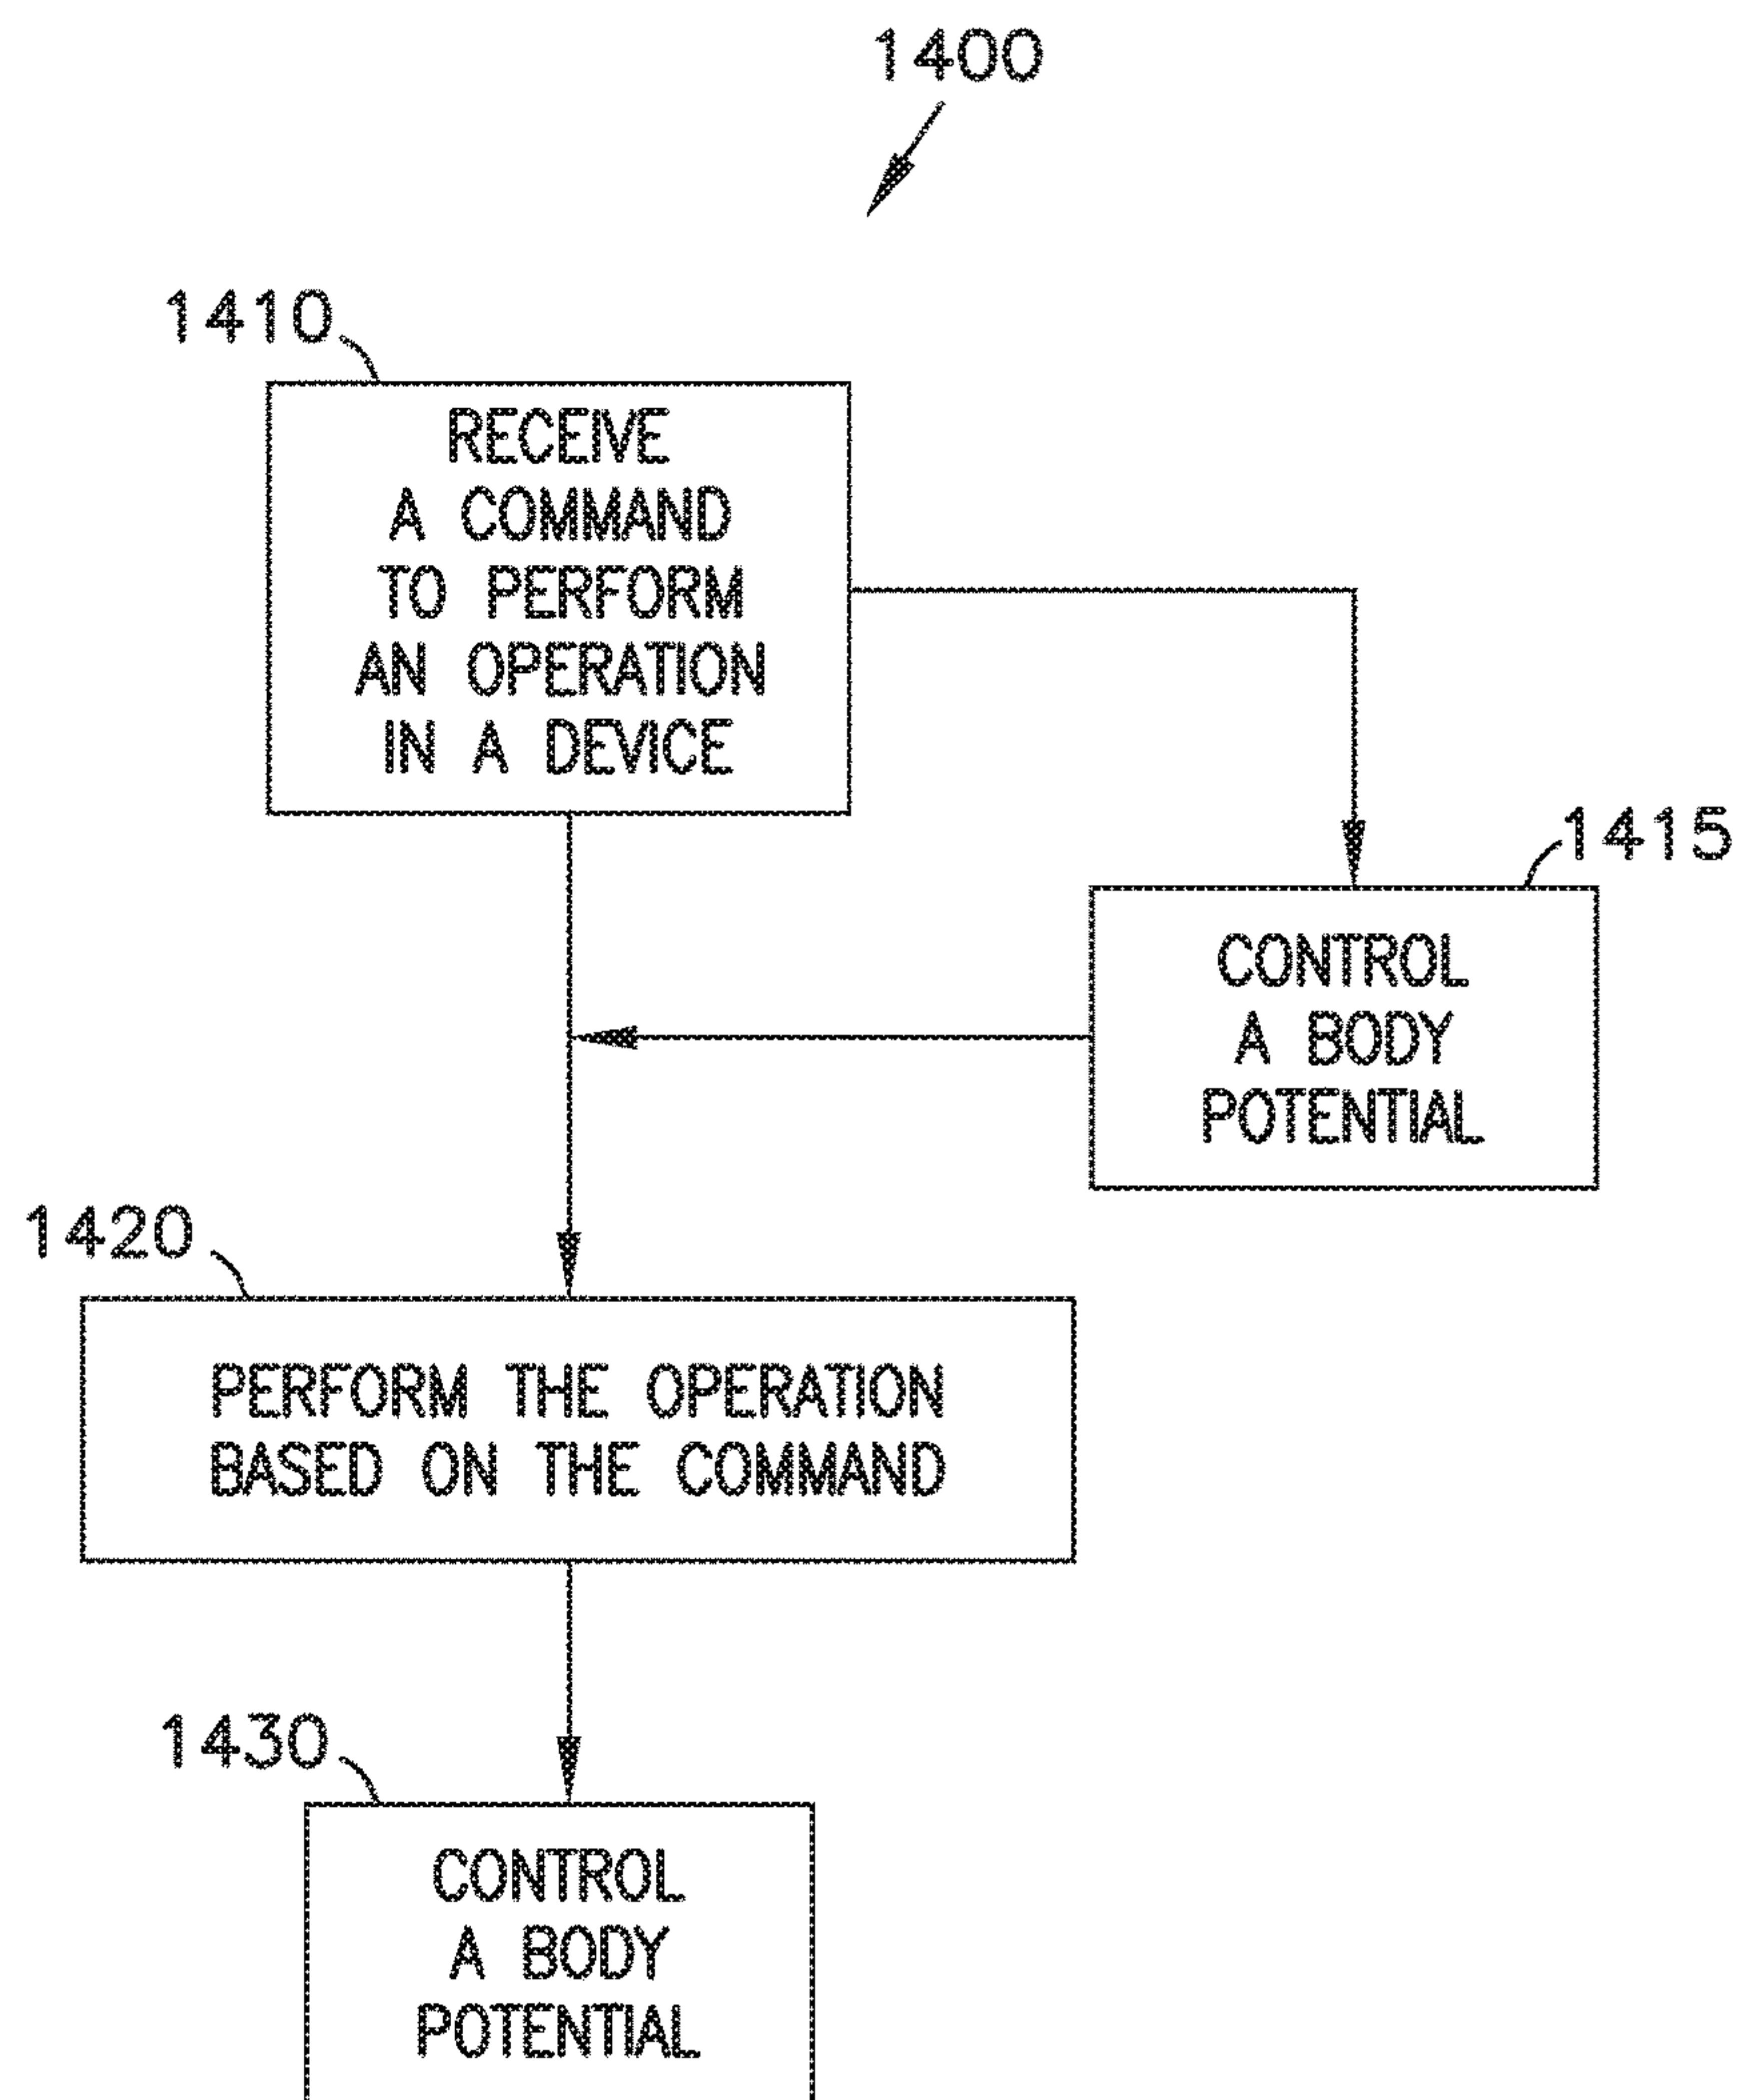 1400
1410
RECEIVE
A COMMAND
TO PERFORM
AN OPERATION
IN A DEVICE
1415
CONTROL
A BODY
POTENTIAL
1420
PERFORM THE OPERATION
BASED ON THE COMMAND
1430
CONTROL
A BODY
POTENTIAL